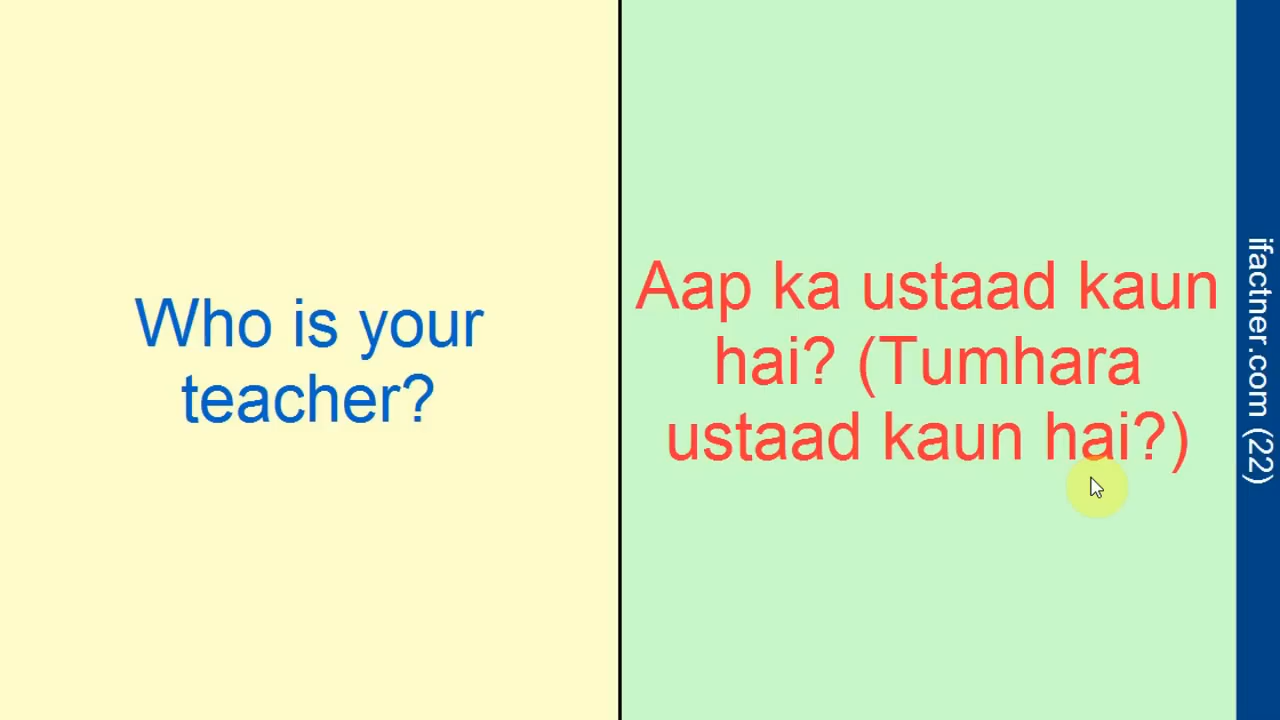 Who is your
teacher?
Aap ka ustaad kaun
hai? (Tumhara
ustaad kaun hai?)
ifactner.com (22)